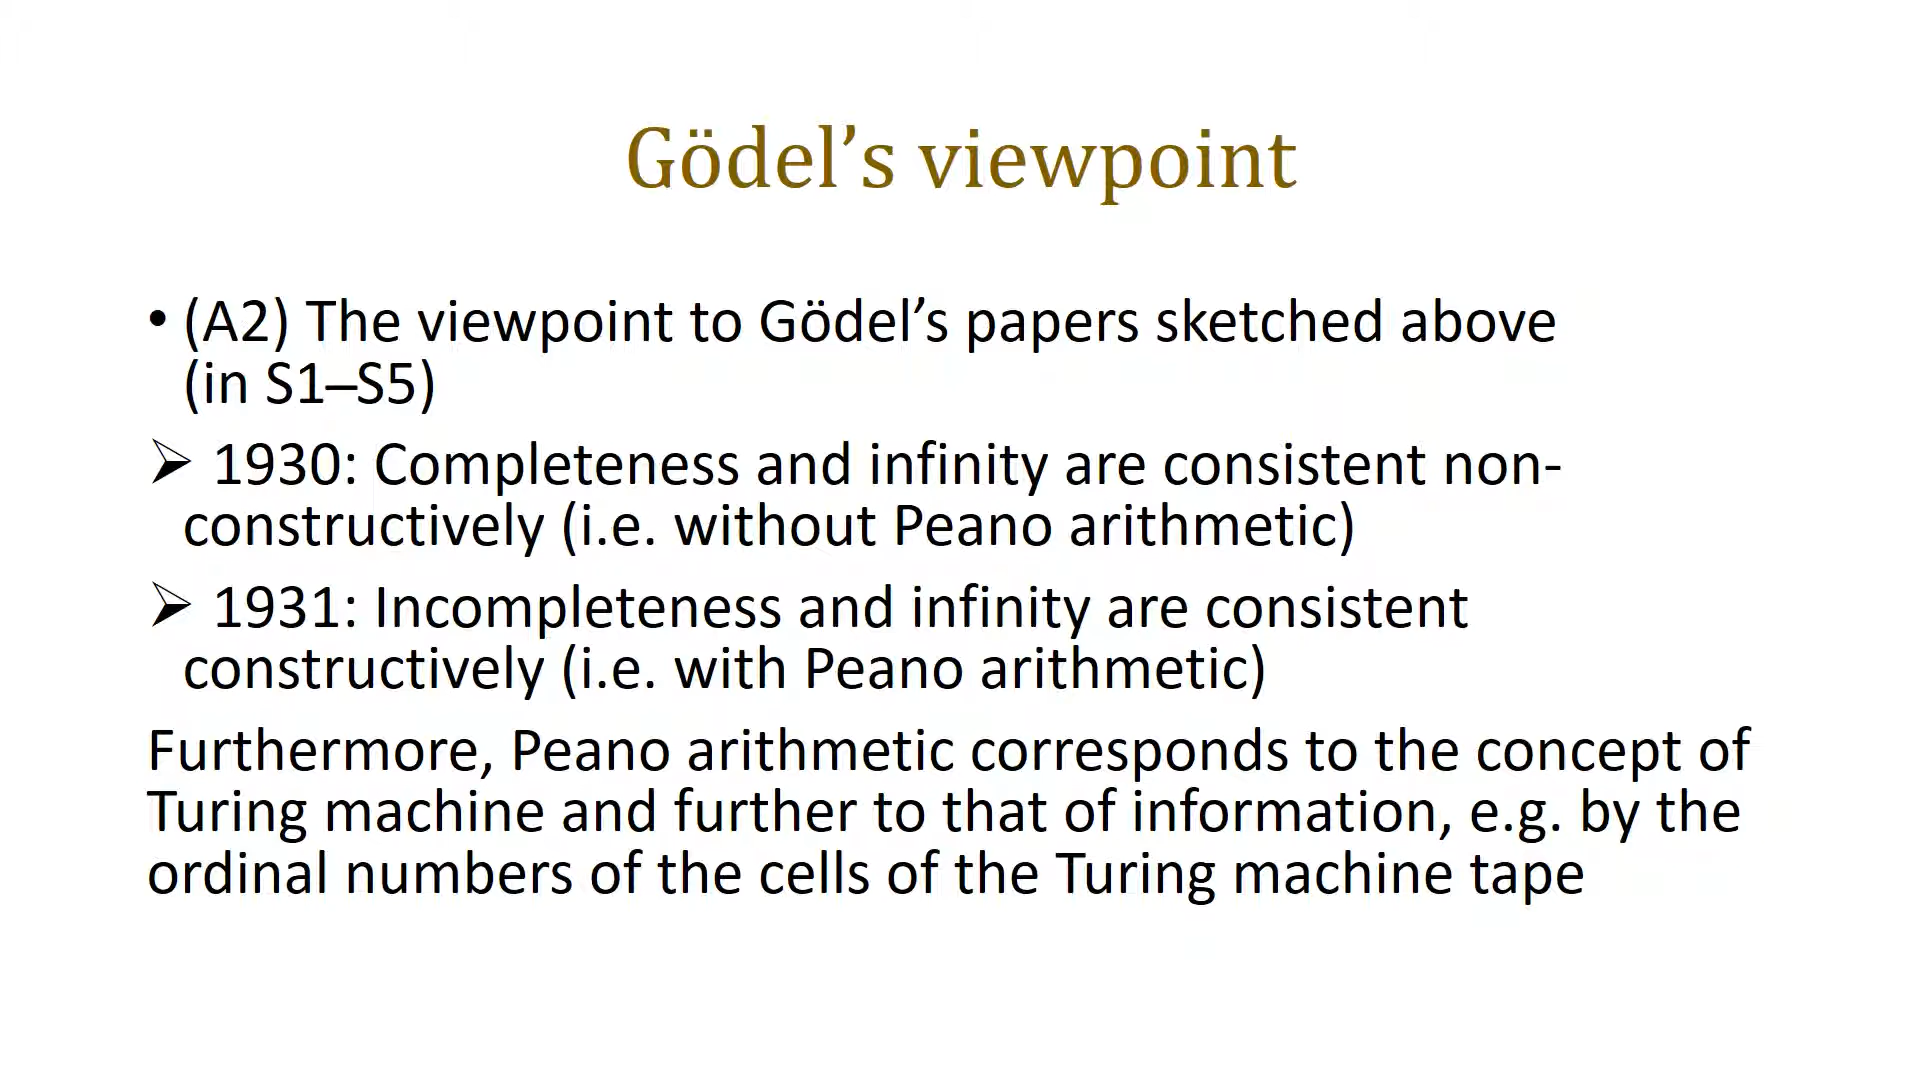 Gödel’s viewpoint
• (A2) The viewpoint to Gödel’s papers sketched above
(in S1–S5)
➢ 1930: Completeness and infinity are consistent non-
constructively (i.e. without Peano arithmetic)
➢ 1931: Incompleteness and infinity are consistent
constructively (i.e. with Peano arithmetic)
Furthermore, Peano arithmetic corresponds to the concept of
Turing machine and further to that of information, e.g. by the
ordinal numbers of the cells of the Turing machine tape